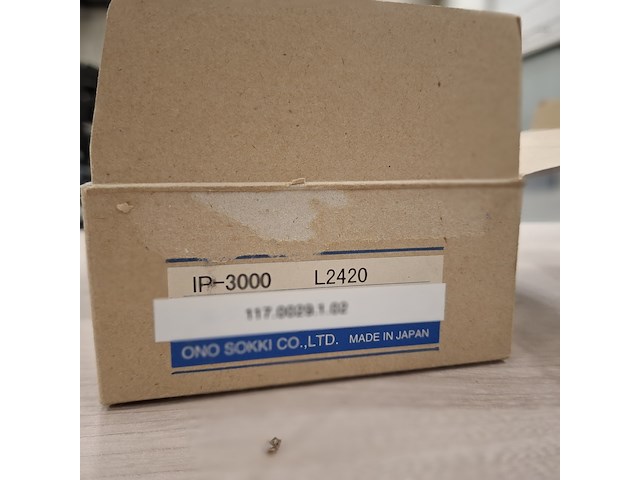 IP-3000 L2420
117.0029.1.02
ONO SOKKI CO.,LTD. MADE IN JAPAN